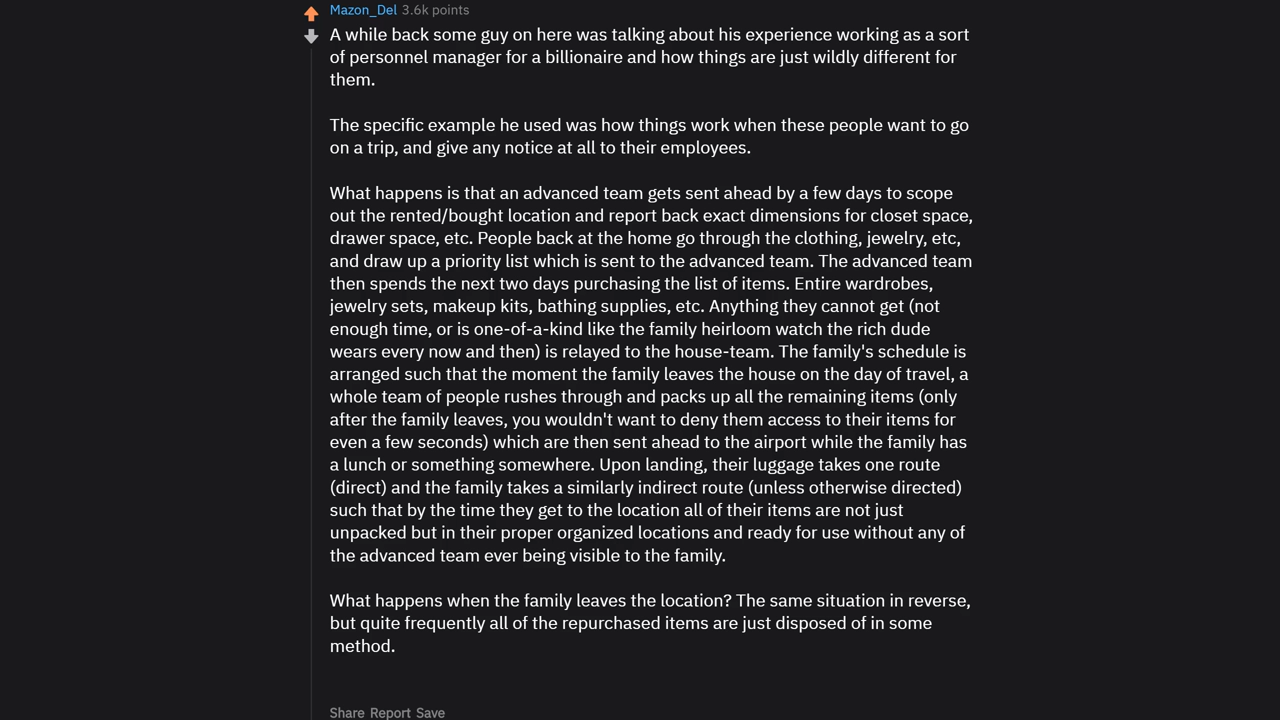 Mazon_Del 3.6k points
A while back some guy on here was talking about his experience working as a sort
of personnel manager for a billionaire and how things are just wildly different for
them.
The specific example he used was how things work when these people want to go
on a trip, and give any notice at all to their employees.
What happens is that an advanced team gets sent ahead by a few days to scope
out the rented/bought location and report back exact dimensions for closet space,
drawer space, etc. People back at the home go through the clothing, jewelry, etc,
and draw up a priority list which is sent to the advanced team. The advanced team
then spends the next two days purchasing the list of items. Entire wardrobes,
jewelry sets, makeup kits, bathing supplies, etc. Anything they cannot get (not
enough time, or is one-of-a-kind like the family heirloom watch the rich dude
wears every now and then) is relayed to the house-team. The family's schedule is
arranged such that the moment the family leaves the house on the day of travel, a
whole team of people rushes through and packs up all the remaining items (only
after the family leaves, you wouldn't want to deny them access to their items for
even a few seconds) which are then sent ahead to the airport while the family has
a lunch or something somewhere. Upon landing, their luggage takes one route
(direct) and the family takes a similarly indirect route (unless otherwise directed)
such that by the time they get to the location all of their items are not just
unpacked but in their proper organized locations and ready for use without any of
the advanced team ever being visible to the family.
What happens when the family leaves the location? The same situation in reverse,
but quite frequently all of the repurchased items are just disposed of in some
method.
Share Report Save